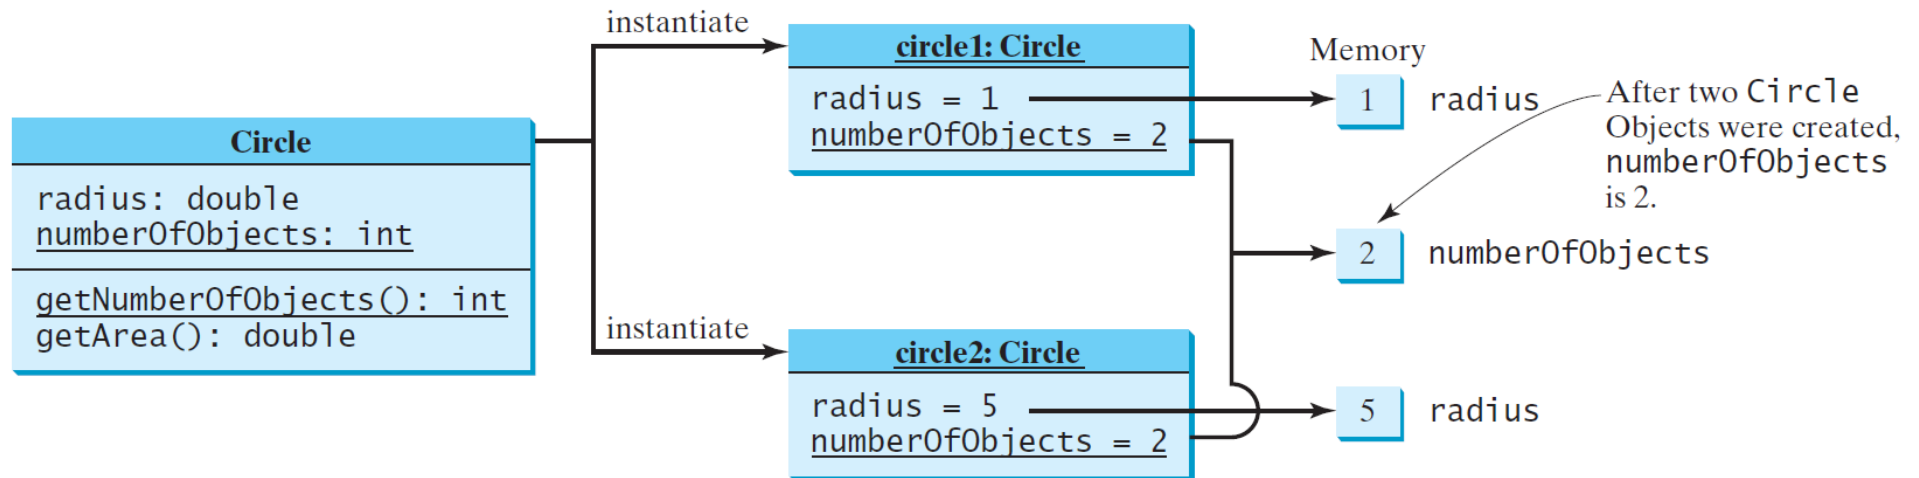 Circle
radius: double
numberOfObjects: int
getNumberOfObjects(): int
getArea(): double
instantiate
circle1: Circle
radius = 1
numberOfObjects = 2
instantiate
circle2: Circle
radius = 5
numberOfObjects = 2
Memory
1 radius
2 numberOfObjects
5 radius
After two Circle
Objects were created,
numberOfObjects
is 2.